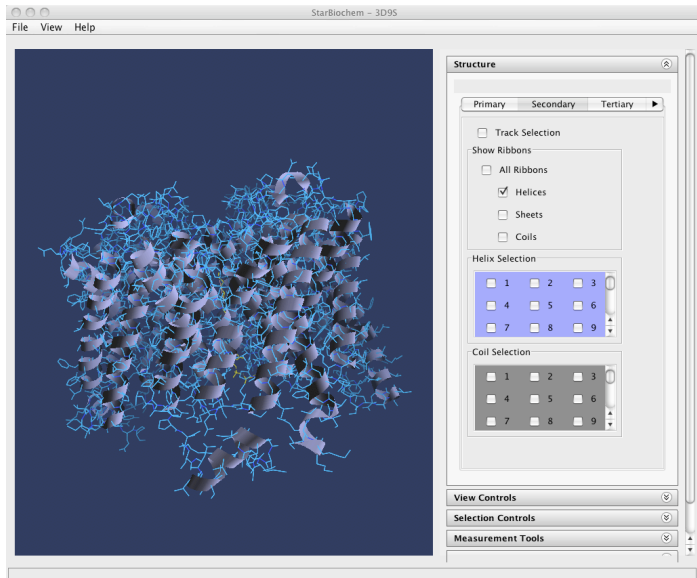 StarBiochem – 3D9S
File View Help
Structure
Primary Secondary Tertiary
Track Selection
Show Ribbons
All Ribbons
Helices
Sheets
Coils
Helix Selection
1 2 3
4 5 6
7 8 9
Coil Selection
1 2 3
4 5 6
7 8 9
View Controls
Selection Controls
Measurement Tools